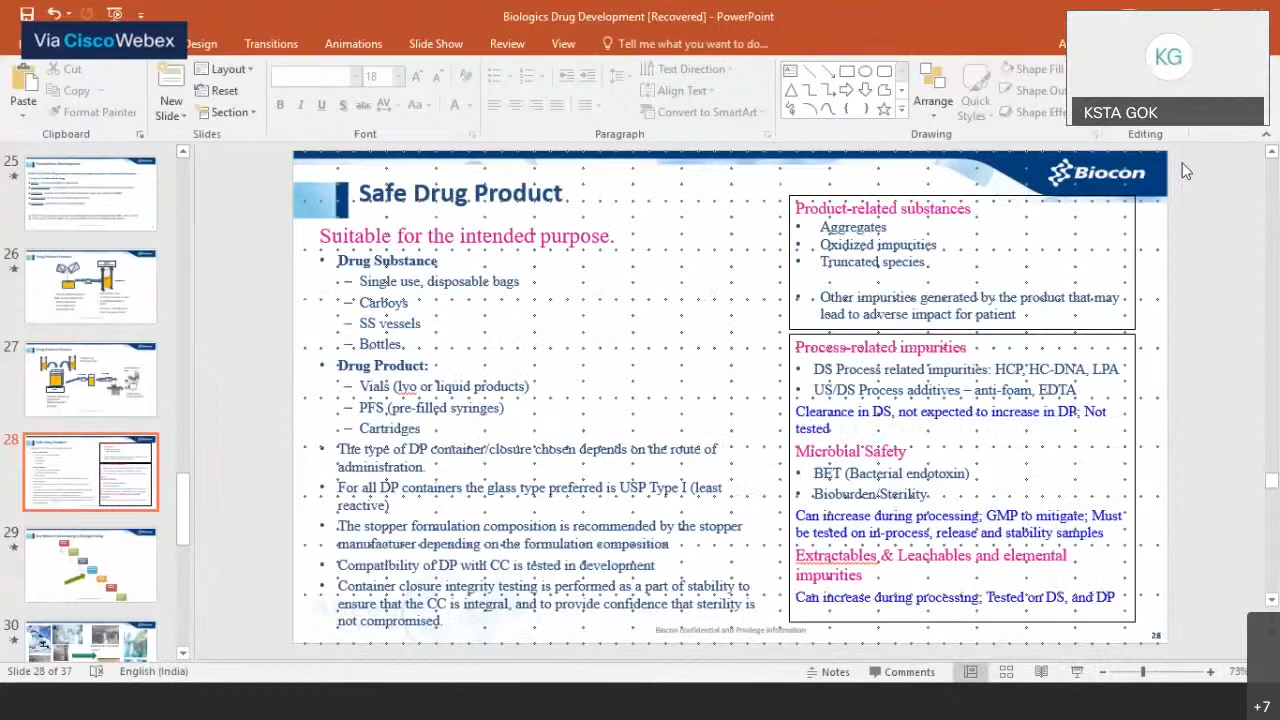 Biologics Drug Development [Recovered] - PowerPoint
Via Cisco Webex
Design
Transitions
Animations
Slide Show
Review
View
Tell me what you want to do...
KG
KSTA GOK
Paste
Cut
Copy
Format Painter
Clipboard
New Slide
Layout
Reset
Section
Slides
18
Font
Text Direction
Align Text
Convert to SmartArt
Paragraph
Arrange
Quick Styles
Shape Fill
Shape Ou
Shape Effe
Drawing
Editing
25
26
27
28
29
30
Biocon
Safe Drug Product
Suitable for the intended purpose.
• Drug Substance
– Single use, disposable bags
– Carboys
– SS vessels
– Bottles
• Drug Product:
– Vials (lyo or liquid products)
– PFS (pre-filled syringes)
– Cartridges
• The type of DP container closure chosen depends on the route of
administration.
• For all DP containers the glass type preferred is USP Type I (least
reactive)
• The stopper formulation composition is recommended by the stopper
manufacturer depending on the formulation composition
• Compatibility of DP with CC is tested in development
• Container closure integrity testing is performed as a part of stability to
ensure that the CC is integral, and to provide confidence that sterility is
not compromised.
Product-related substances
• Aggregates
• Oxidized impurities
• Truncated species
• Other impurities generated by the product that may
lead to adverse impact for patient
Process-related impurities
• DS Process related impurities: HCP, HC-DNA, LPA
• US/DS Process additives – anti-foam, EDTA
Clearance in DS, not expected to increase in DP; Not
tested
Microbial Safety
• BET (Bacterial endotoxin)
• Bioburden/Sterility
Can increase during processing; GMP to mitigate; Must
be tested on in-process, release and stability samples
Extractables & Leachables and elemental
impurities
Can increase during processing; Tested on DS, and DP
Biocon Confidential and Privilege information
28
Slide 28 of 37
English (India)
Notes
Comments
73%
+7